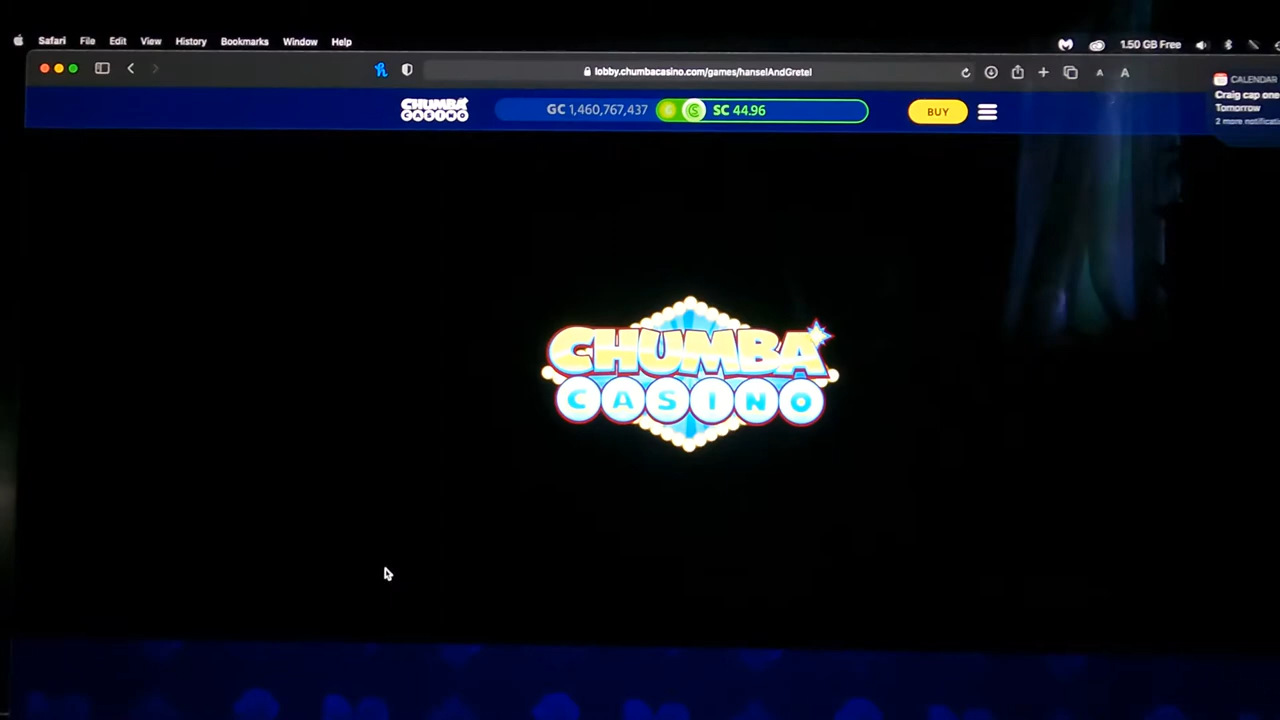 Safari File Edit View History Bookmarks Window Help 1.50 GB Free
lobby.chumbacasino.com/games/hanselAndGretel A A
CALENDAR
Craig cap one
Tomorrow
2 more notificati
CHUMBA CASINO
GC 1,460,767,437 SC 44.96 BUY
CHUMBA
CASINO